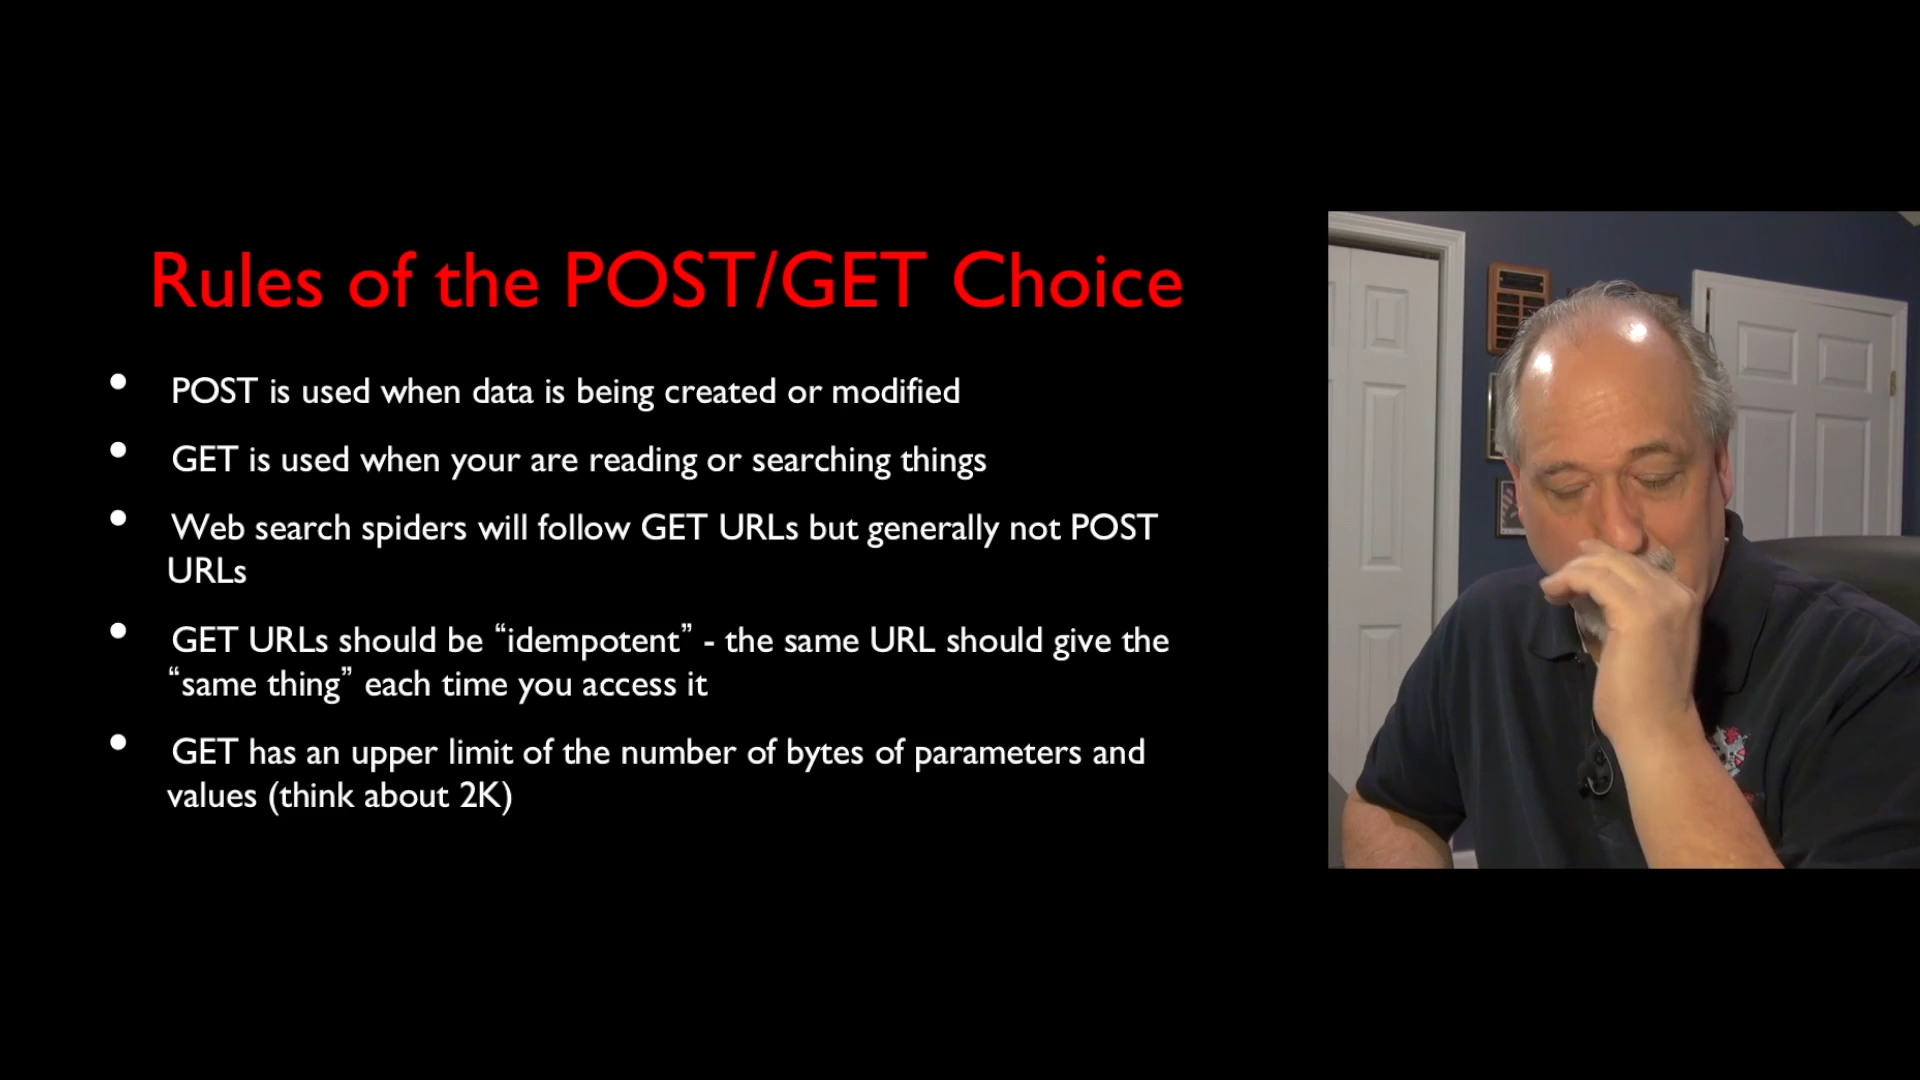 Rules of the POST/GET Choice
• POST is used when data is being created or modified
• GET is used when your are reading or searching things
• Web search spiders will follow GET URLs but generally not POST
URLs
• GET URLs should be “idempotent” - the same URL should give the
“same thing” each time you access it
• GET has an upper limit of the number of bytes of parameters and
values (think about 2K)